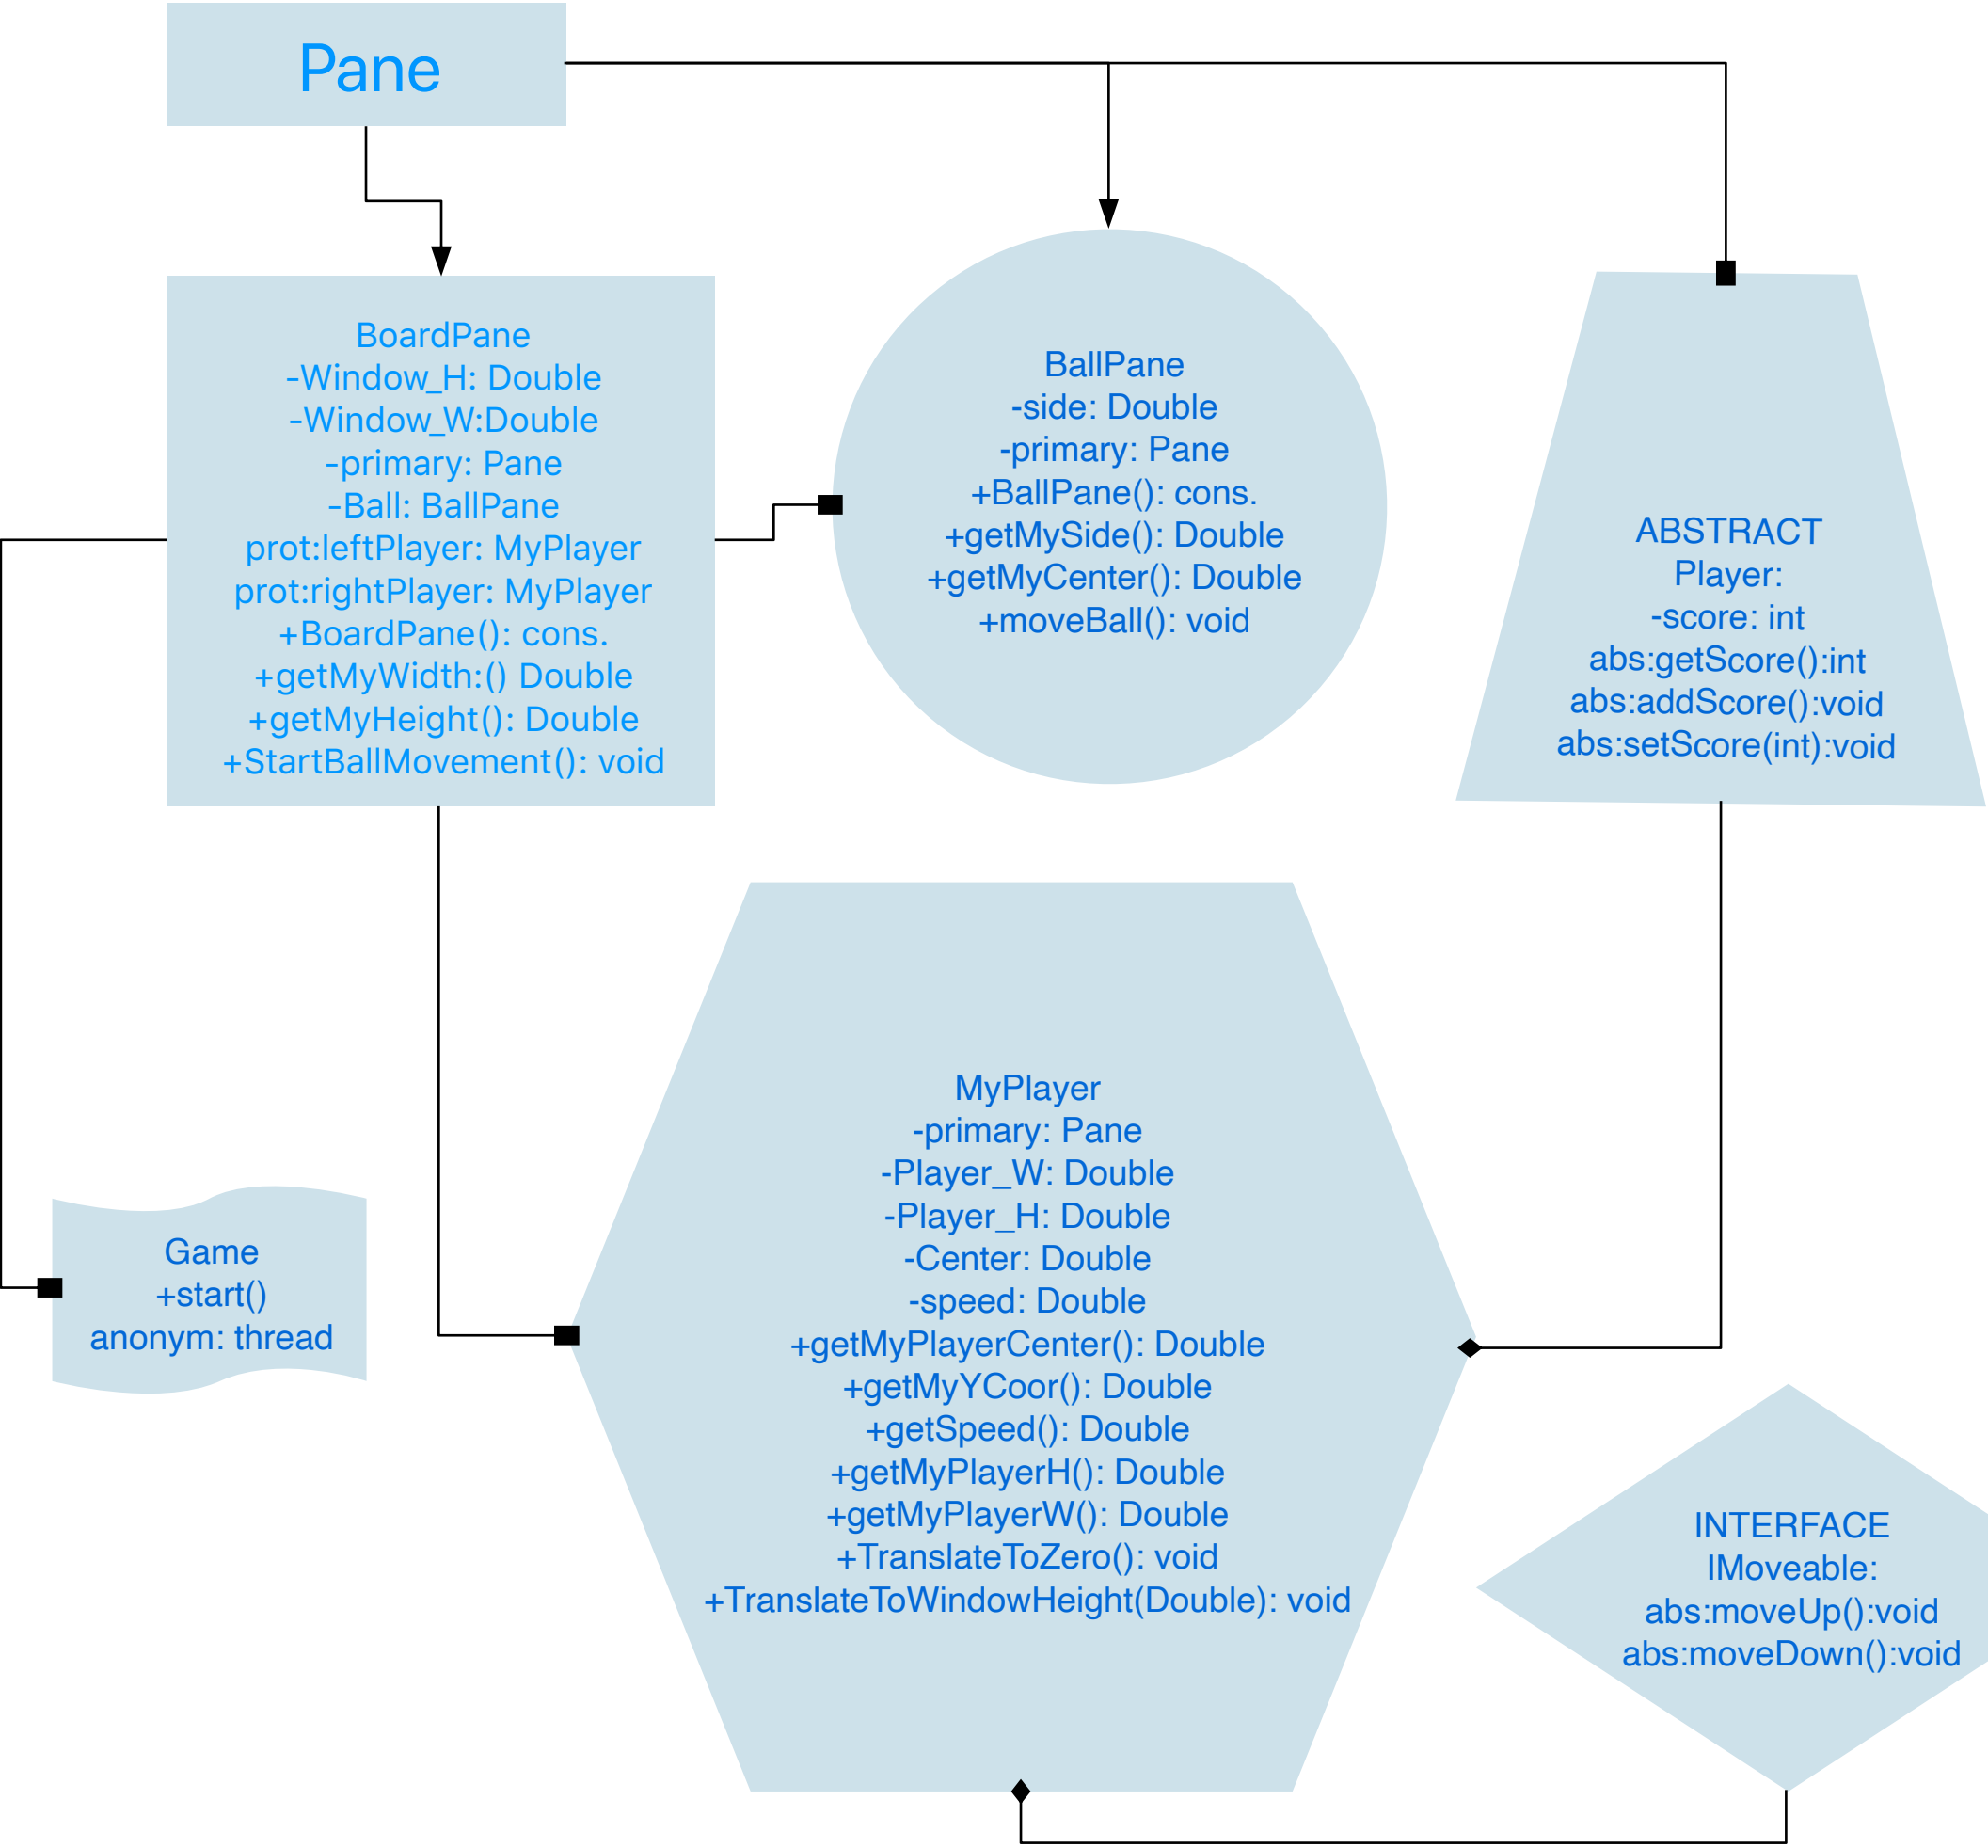 Pane
BoardPane
-Window_H: Double
-Window_W:Double
-primary: Pane
-Ball: BallPane
prot:leftPlayer: MyPlayer
prot:rightPlayer: MyPlayer
+BoardPane(): cons.
+getMyWidth:() Double
+getMyHeight(): Double
+StartBallMovement(): void
BallPane
-side: Double
-primary: Pane
+BallPane(): cons.
+getMySide(): Double
+getMyCenter(): Double
+moveBall(): void
ABSTRACT
Player:
-score: int
abs:getScore():int
abs:addScore():void
abs:setScore(int):void
MyPlayer
-primary: Pane
-Player_W: Double
-Player_H: Double
-Center: Double
-speed: Double
+getMyPlayerCenter(): Double
+getMyYCoor(): Double
+getSpeed(): Double
+getMyPlayerH(): Double
+getMyPlayerW(): Double
+TranslateToZero(): void
+TranslateToWindowHeight(Double): void
Game
+start()
anonym: thread
INTERFACE
IMoveable:
abs:moveUp():void
abs:moveDown():void